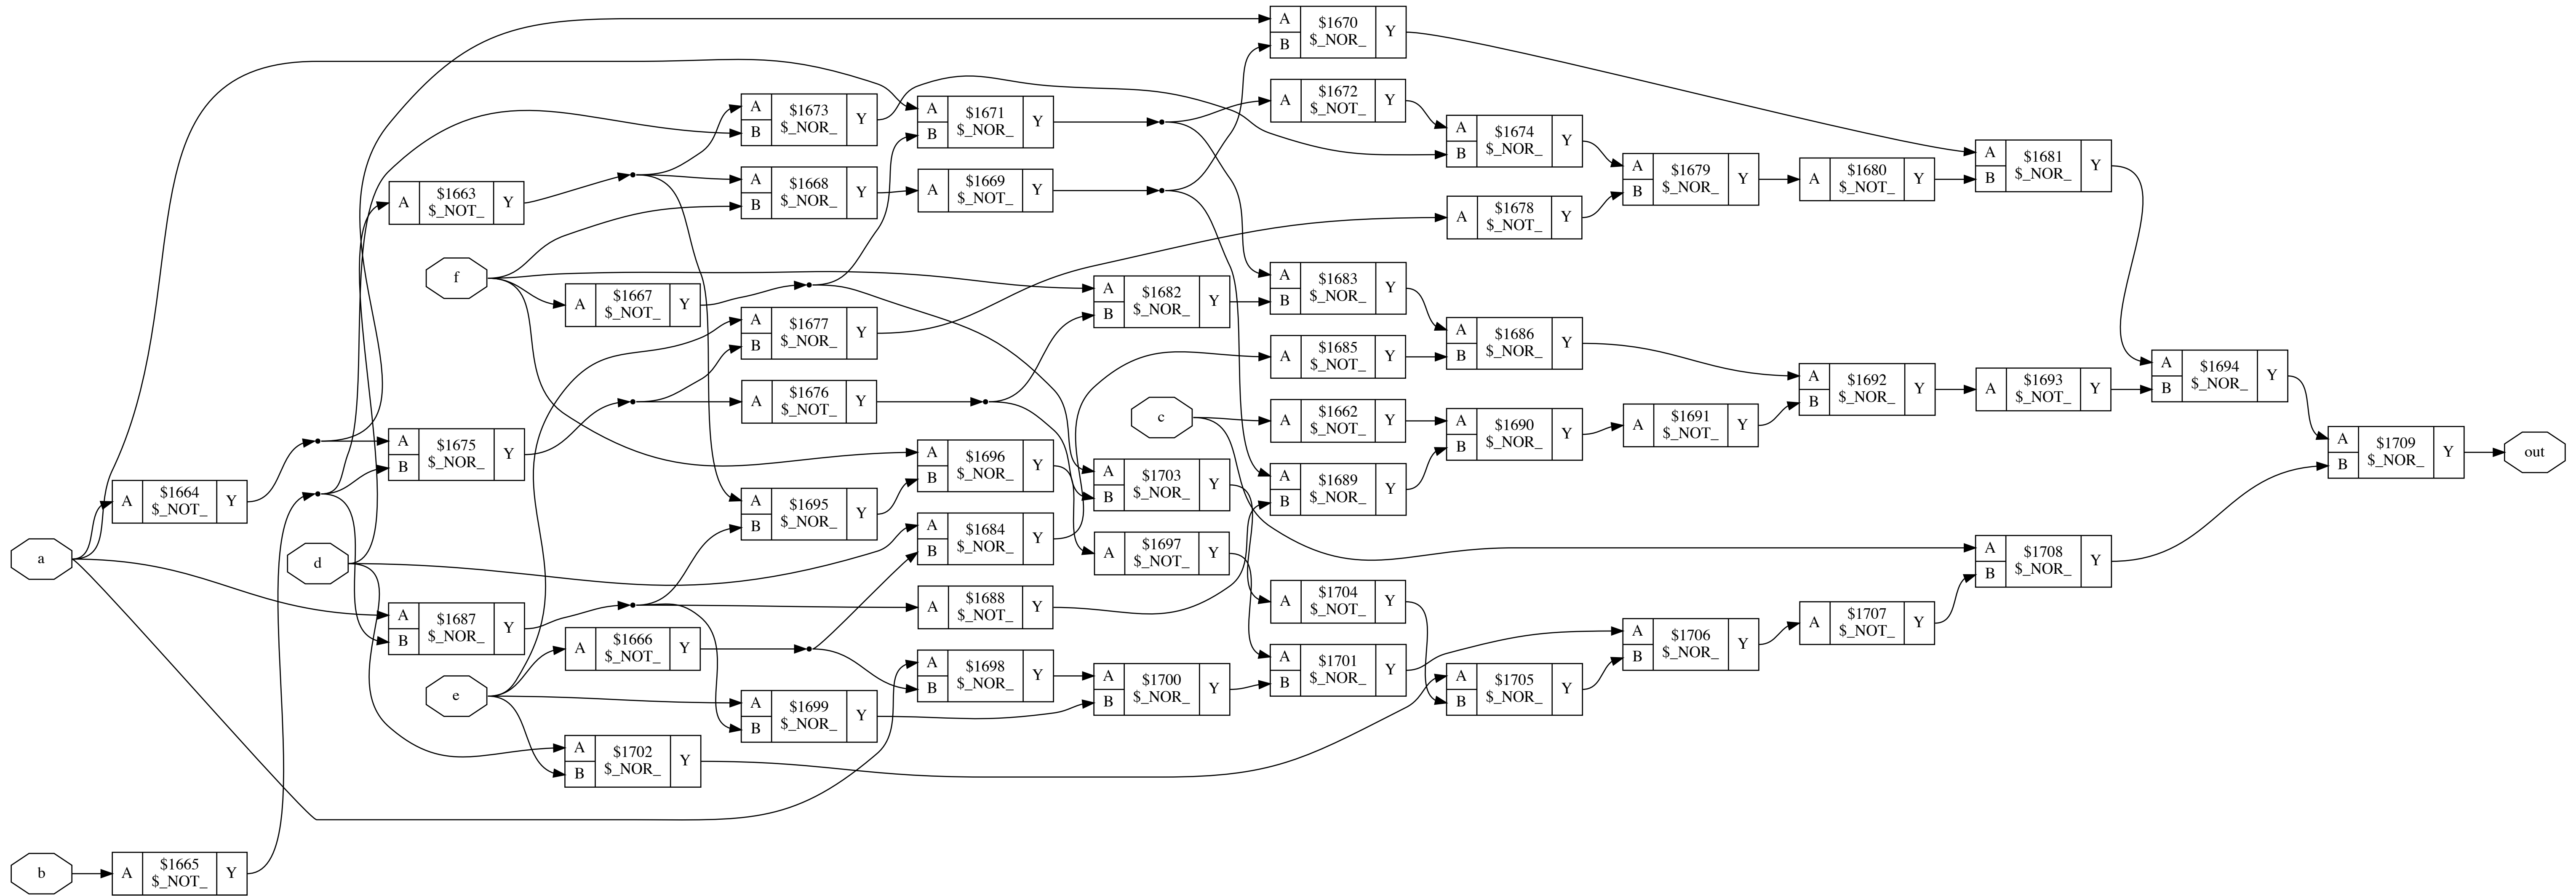 A
B
$1670
$_NOR_
Y
A
$1672
$_NOT_
Y
A
B
$1673
$_NOR_
Y
A
B
$1671
$_NOR_
Y
A
B
$1674
$_NOR_
Y
A
B
$1681
$_NOR_
Y
A
B
$1679
$_NOR_
Y
A
$1680
$_NOT_
Y
A
$1663
$_NOT_
Y
A
B
$1668
$_NOR_
Y
A
$1669
$_NOT_
Y
A
$1678
$_NOT_
Y
f
A
$1667
$_NOT_
Y
A
B
$1682
$_NOR_
Y
A
B
$1683
$_NOR_
Y
A
B
$1677
$_NOR_
Y
A
$1685
$_NOT_
Y
A
B
$1686
$_NOR_
Y
A
$1676
$_NOT_
Y
c
A
$1662
$_NOT_
Y
A
B
$1690
$_NOR_
Y
A
$1691
$_NOT_
Y
A
B
$1692
$_NOR_
Y
A
$1693
$_NOT_
Y
A
B
$1694
$_NOR_
Y
A
B
$1675
$_NOR_
Y
A
B
$1696
$_NOR_
Y
A
B
$1709
$_NOR_
Y
out
A
$1664
$_NOT_
Y
A
B
$1695
$_NOR_
Y
A
B
$1703
$_NOR_
Y
A
B
$1689
$_NOR_
Y
a
d
A
B
$1684
$_NOR_
Y
A
$1697
$_NOT_
Y
A
B
$1708
$_NOR_
Y
A
B
$1687
$_NOR_
Y
A
$1688
$_NOT_
Y
A
$1704
$_NOT_
Y
A
$1666
$_NOT_
Y
A
B
$1706
$_NOR_
Y
A
$1707
$_NOT_
Y
e
A
B
$1699
$_NOR_
Y
A
B
$1698
$_NOR_
Y
A
B
$1700
$_NOR_
Y
A
B
$1701
$_NOR_
Y
A
B
$1705
$_NOR_
Y
A
B
$1702
$_NOR_
Y
b
A
$1665
$_NOT_
Y